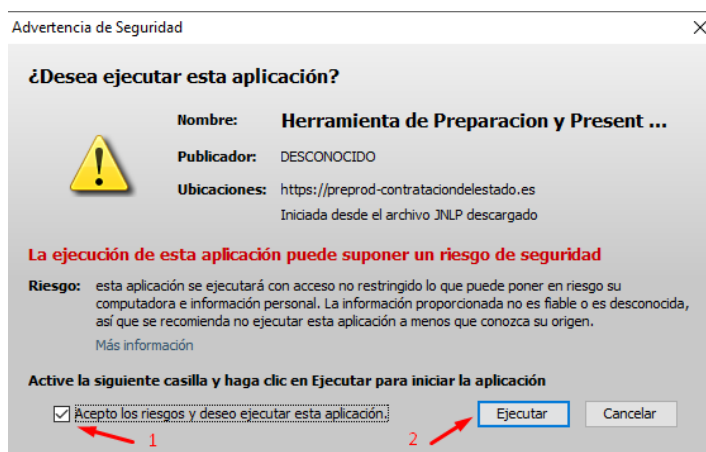 Advertencia de Seguridad
¿Desea ejecutar esta aplicación?
Nombre: Herramienta de Preparacion y Present ...
Publicador: DESCONOCIDO
Ubicaciones: https://preprod-contrataciondelestado.es
Iniciada desde el archivo JNLP descargado
La ejecución de esta aplicación puede suponer un riesgo de seguridad
Riesgo: esta aplicación se ejecutará con acceso no restringido lo que puede poner en riesgo su
computadora e información personal. La información proporcionada no es fiable o es desconocida,
así que se recomienda no ejecutar esta aplicación a menos que conozca su origen.
Más información
Active la siguiente casilla y haga clic en Ejecutar para iniciar la aplicación
Acepto los riesgos y deseo ejecutar esta aplicación. Ejecutar Cancelar
1 2